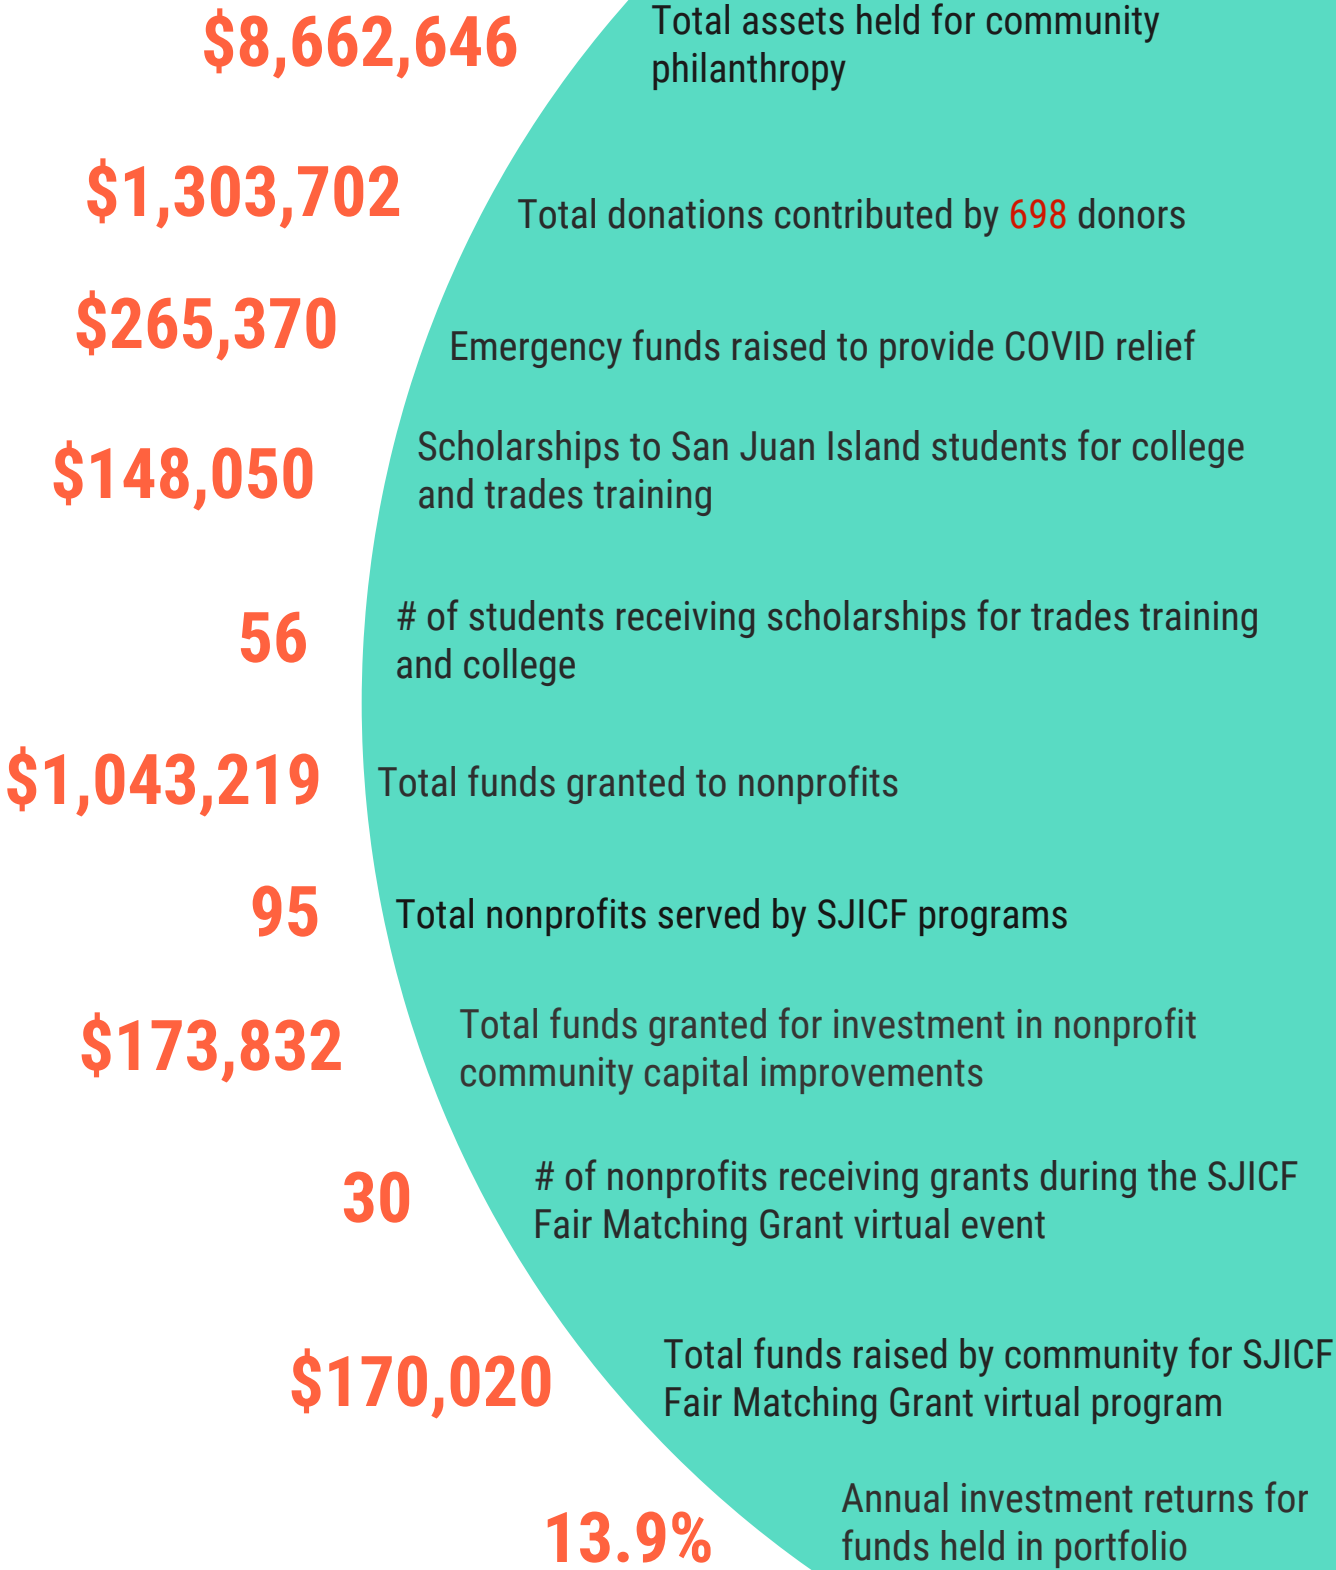 $8,662,646
Total assets held for community
philanthropy
$1,303,702
Total donations contributed by 698 donors
$265,370
Emergency funds raised to provide COVID relief
$148,050
Scholarships to San Juan Island students for college
and trades training
56
# of students receiving scholarships for trades training
and college
$1,043,219
Total funds granted to nonprofits
95
Total nonprofits served by SJICF programs
$173,832
Total funds granted for investment in nonprofit
community capital improvements
30
# of nonprofits receiving grants during the SJICF
Fair Matching Grant virtual event
$170,020
Total funds raised by community for SJICF
Fair Matching Grant virtual program
13.9%
Annual investment returns for
funds held in portfolio